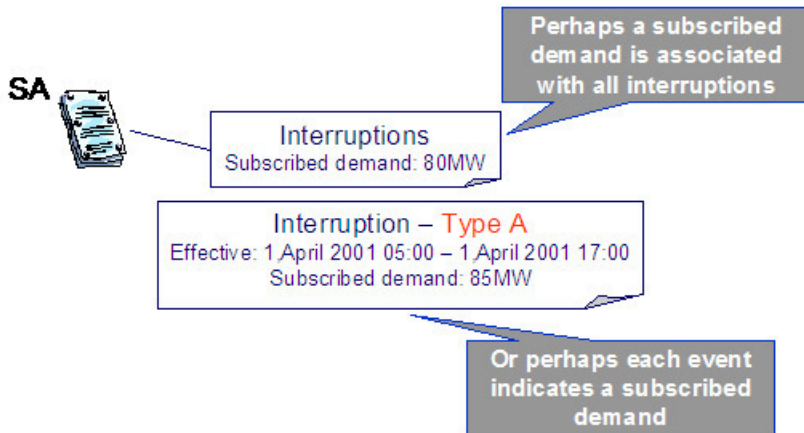 Perhaps a subscribed
demand is associated
with all interruptions
SA
Interruptions
Subscribed demand: 80MW
Interruption – Type A
Effective: 1,April 2001 05:00 – 1,April 2001 17:00
Subscribed demand: 85MW
Or perhaps each event
indicates a subscribed
demand